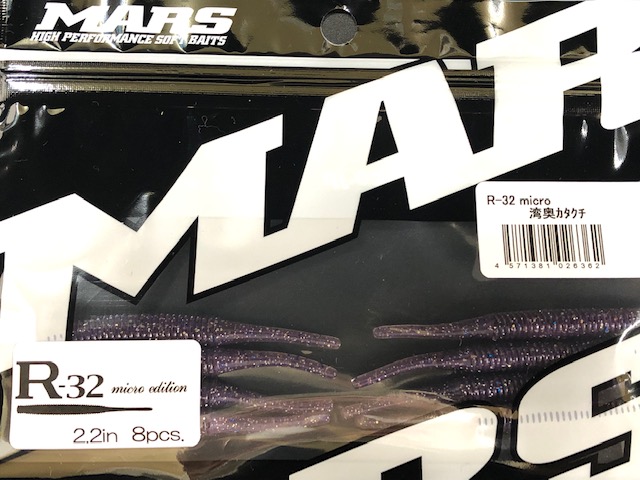 MARS
HIGH PERFORMANCE SOFT BAITS
MAR
R-32 micro
湾奥ｶﾀｸﾁ
4 571381 026362
R-32 micro edition
2.2in 8pcs.
RS